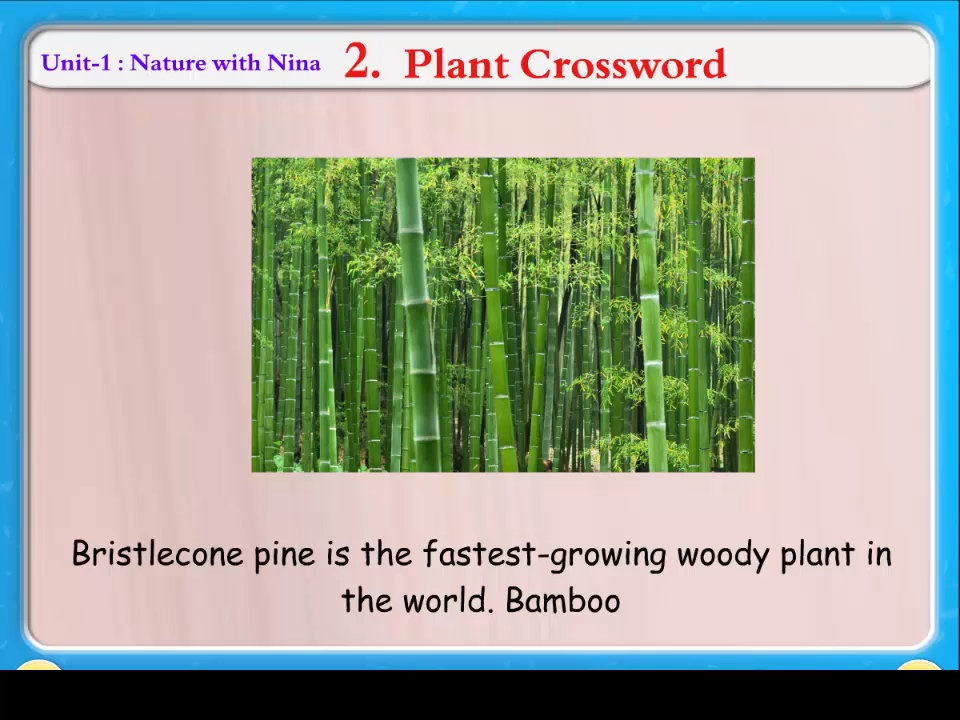 Unit-1 : Nature with Nina 2. Plant Crossword
Bristlecone pine is the fastest-growing woody plant in
the world. Bamboo